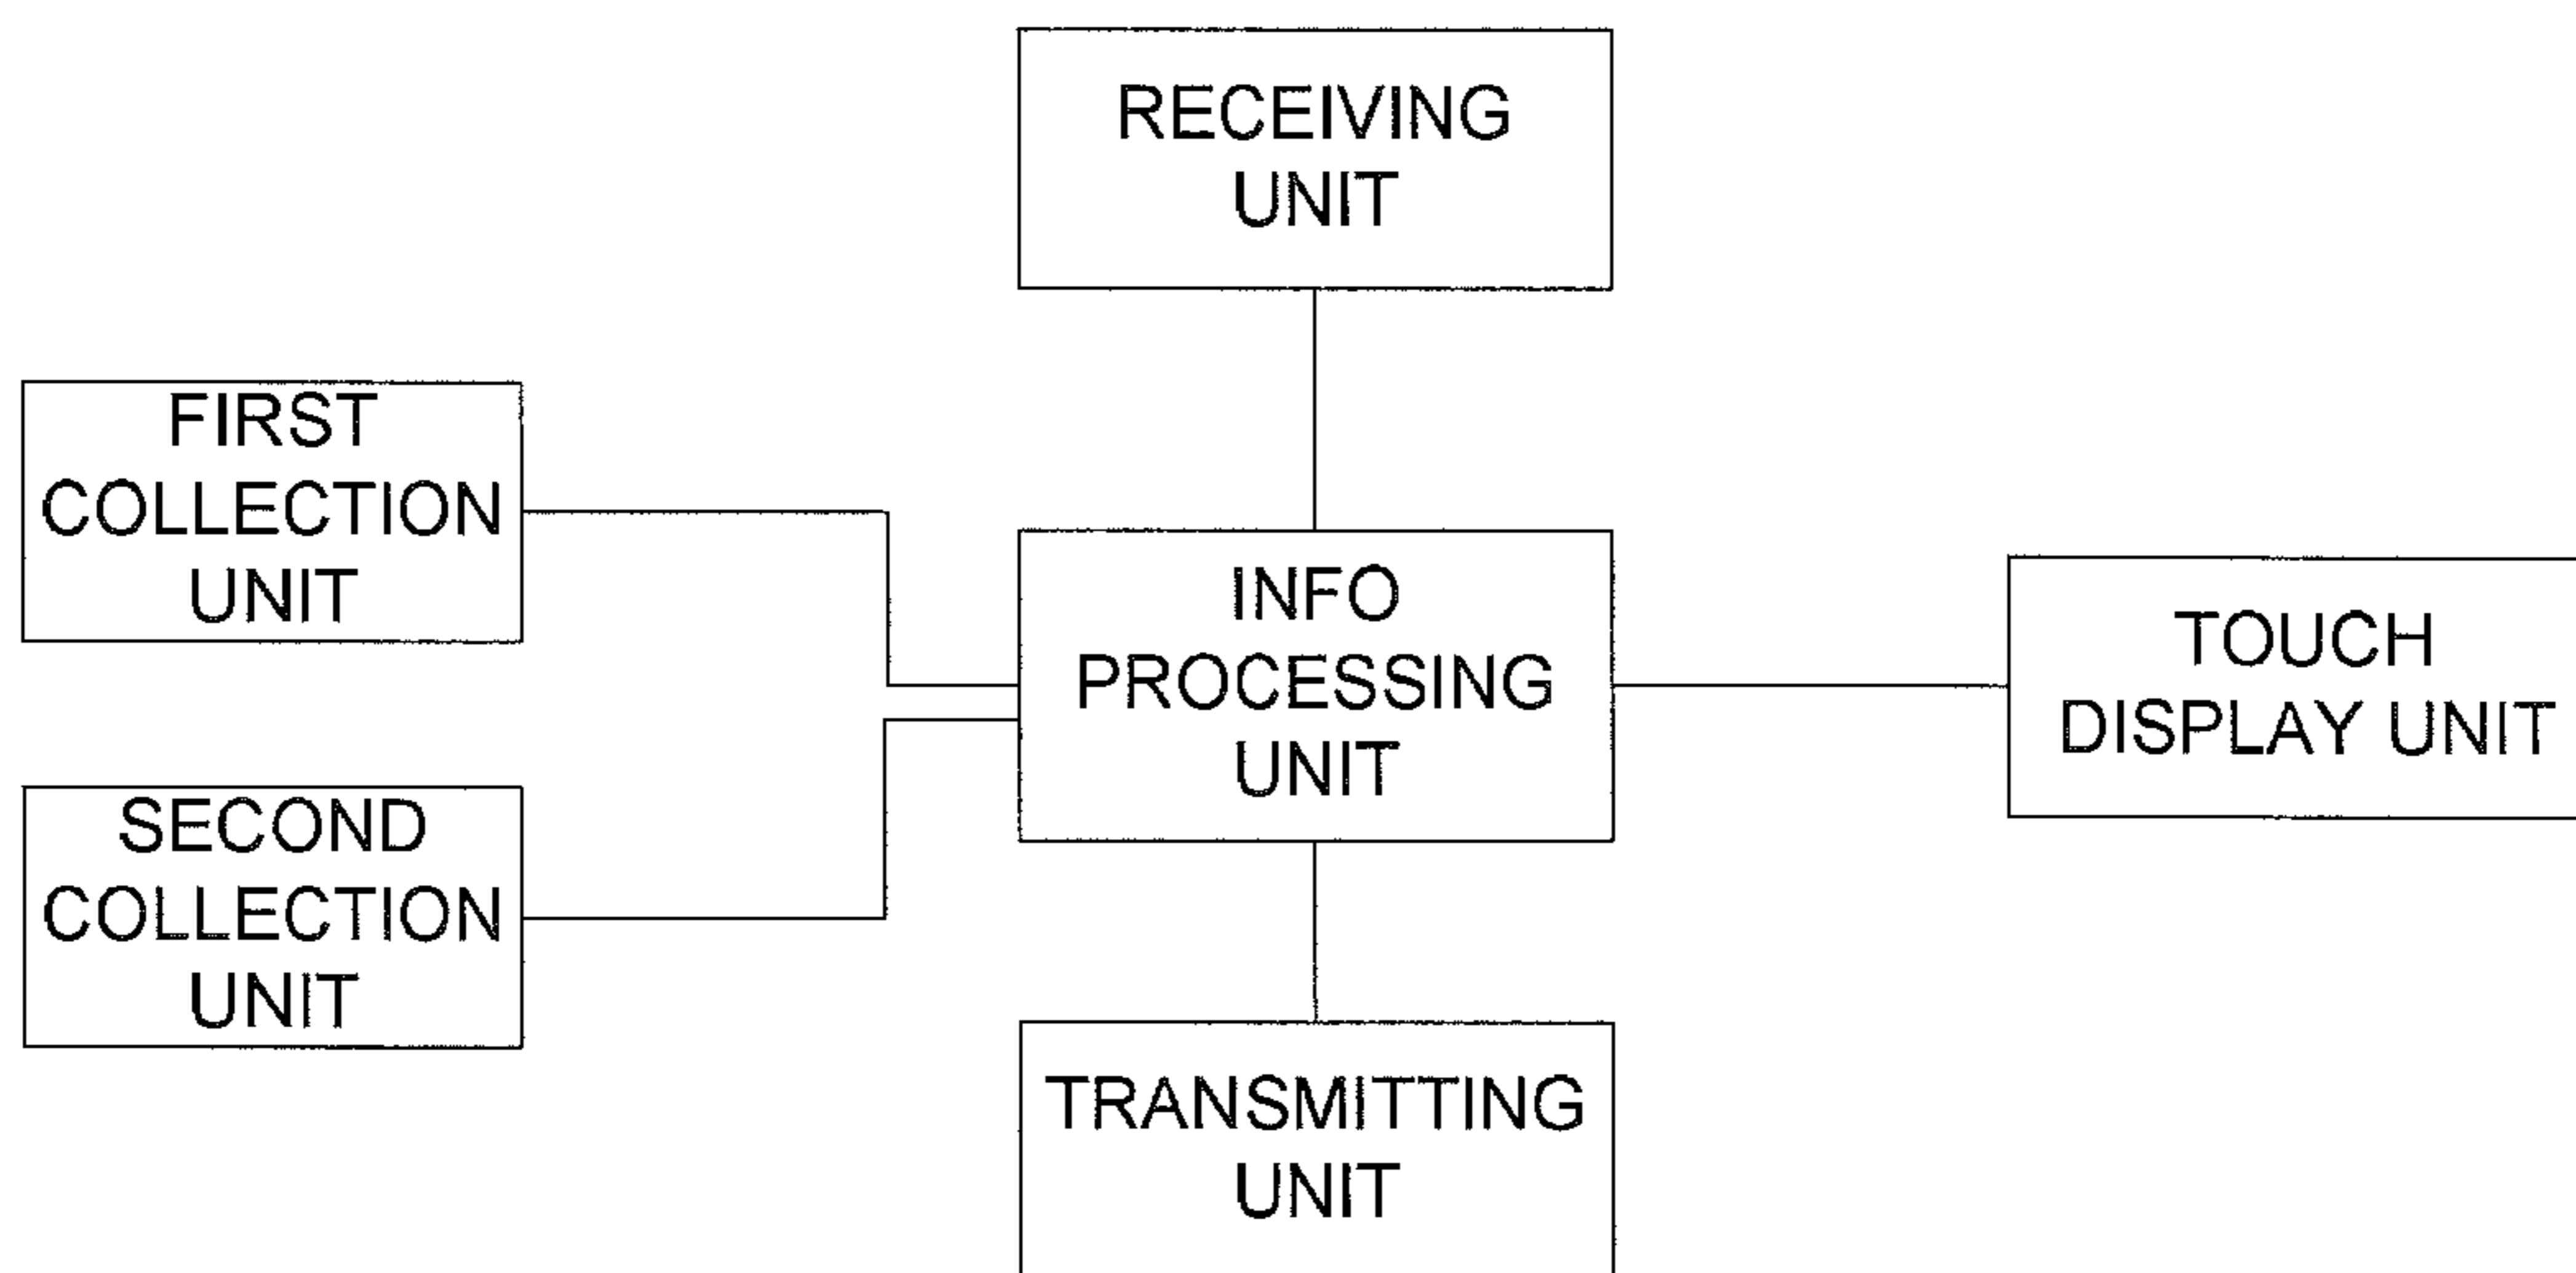 RECEIVING
UNIT
FIRST
COLLECTION
UNIT
INFO
PROCESSING
UNIT
TOUCH
DISPLAY UNIT
SECOND
COLLECTION
UNIT
TRANSMITTING
UNIT